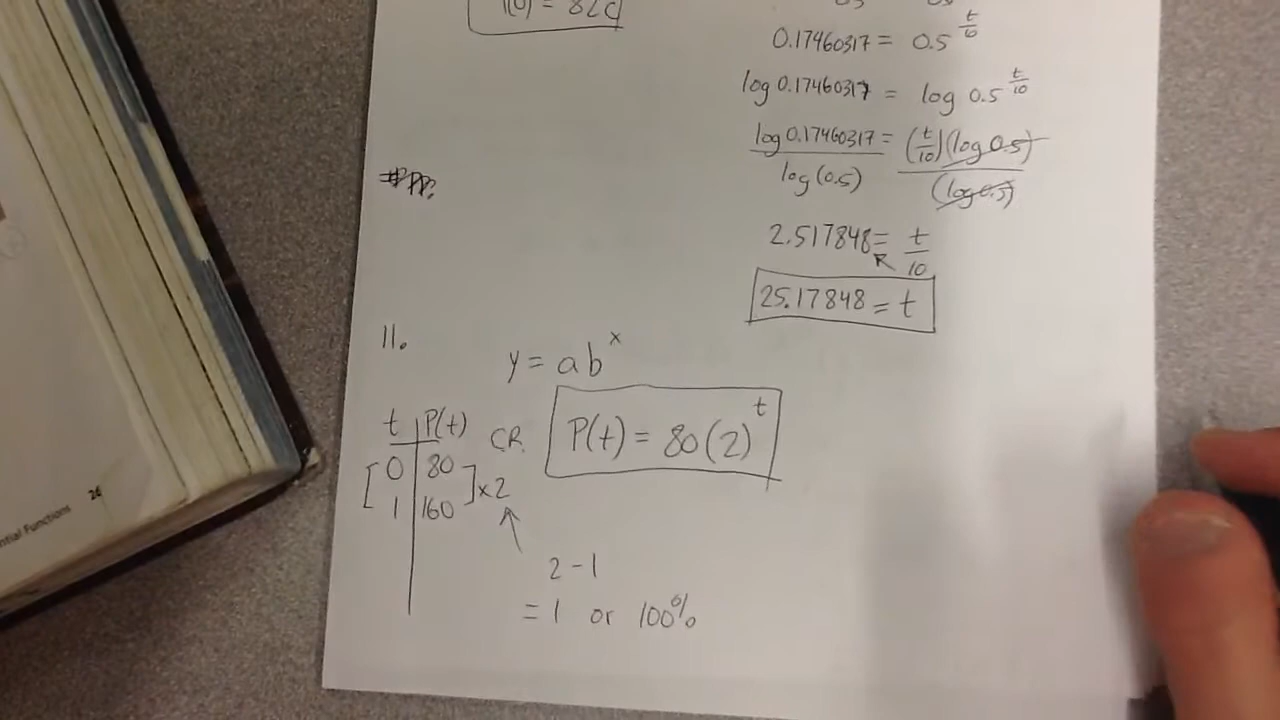 0.17460317 = 0.5^(t/10)
log 0.17460317 = log 0.5^(t/10)
log 0.17460317 / log(0.5) = (t/10)(log 0.5) / (log 0.5)
2.517848 = t/10
R
25.17848 = t
11.
y = ab^x
t | P(t)
0 | 80
1 | 160
×2
C.R.
P(t) = 80(2)^t
2 - 1
= 1 or 100%
ntial Functions